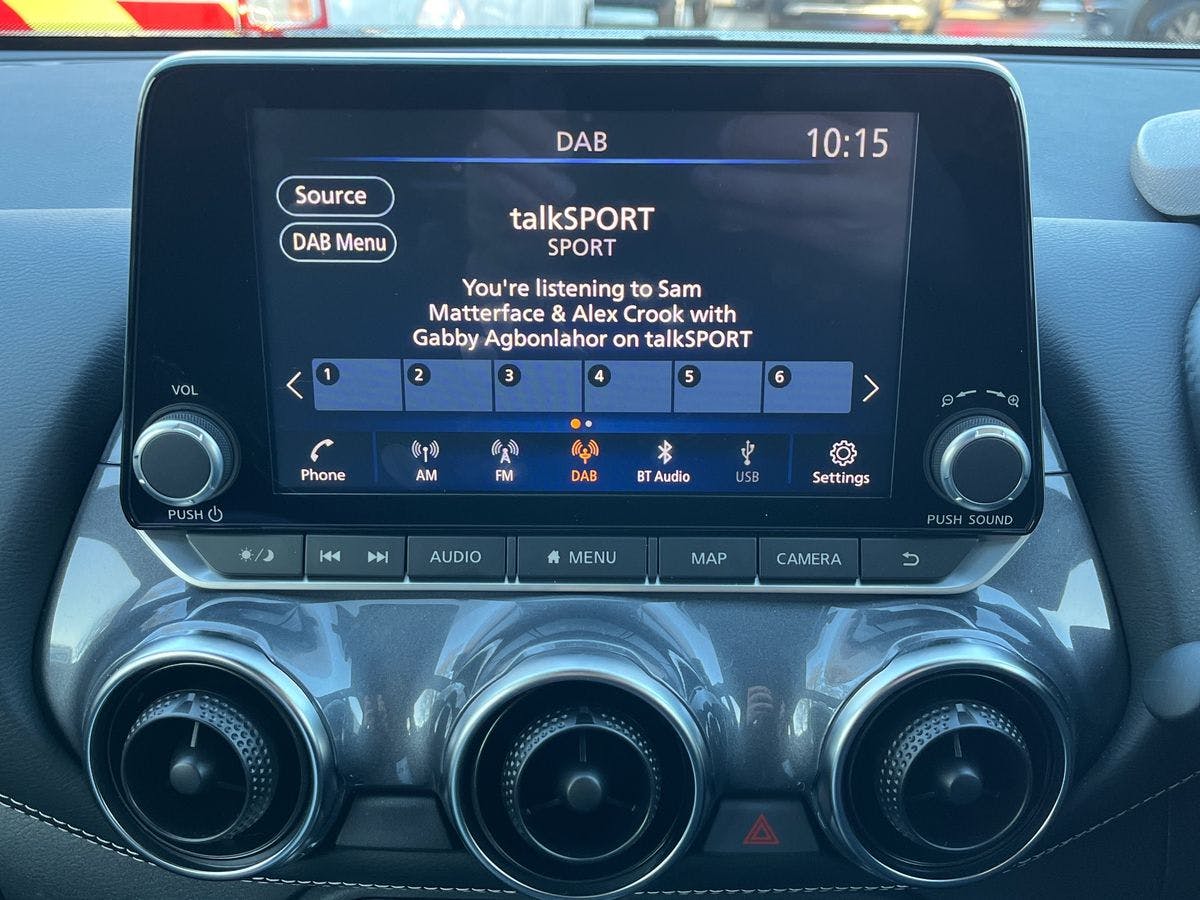 DAB
10:15
Source
talkSPORT
DAB Menu
SPORT
You're listening to Sam
Matterface & Alex Crook with
Gabby Agbonlahor on talkSPORT
1 2 3 4 5 6
Phone AM FM DAB BT Audio USB Settings
VOL
PUSH
PUSH SOUND
AUDIO MENU MAP CAMERA